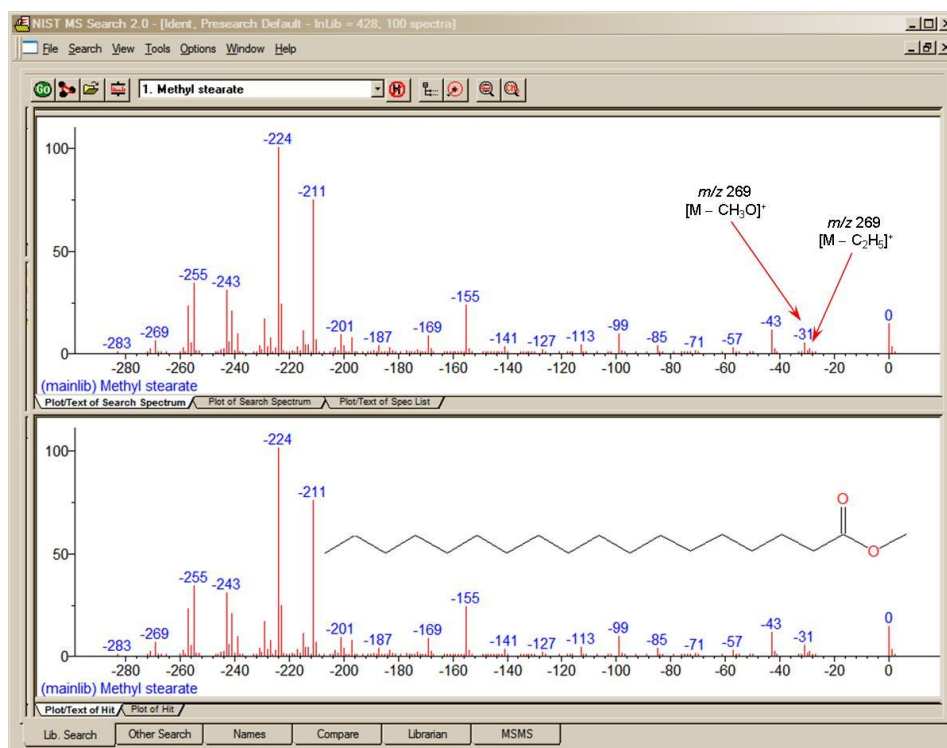 NIST MS Search 2.0 - [Ident, Presearch Default - InLib = 428, 100 spectra]
File Search View Tools Options Window Help
Go 1. Methyl stearate
100
50
0
-283 -269 -255 -243 -224 -211 -201 -187 -169 -155 -141 -127 -113 -99 -85 -71 -57 -43 -31 0
m/z 269
[M – CH₃O]⁺
m/z 269
[M – C₂H₅]⁺
-280 -260 -240 -220 -200 -180 -160 -140 -120 -100 -80 -60 -40 -20 0
(mainlib) Methyl stearate
Plot/Text of Search Spectrum Plot of Search Spectrum Plot/Text of Spec List
100
50
0
-283 -269 -255 -243 -224 -211 -201 -187 -169 -155 -141 -127 -113 -99 -85 -71 -57 -43 -31 0
O
O
-280 -260 -240 -220 -200 -180 -160 -140 -120 -100 -80 -60 -40 -20 0
(mainlib) Methyl stearate
Plot/Text of Hit Plot of Hit
Lib. Search Other Search Names Compare Librarian MSMS